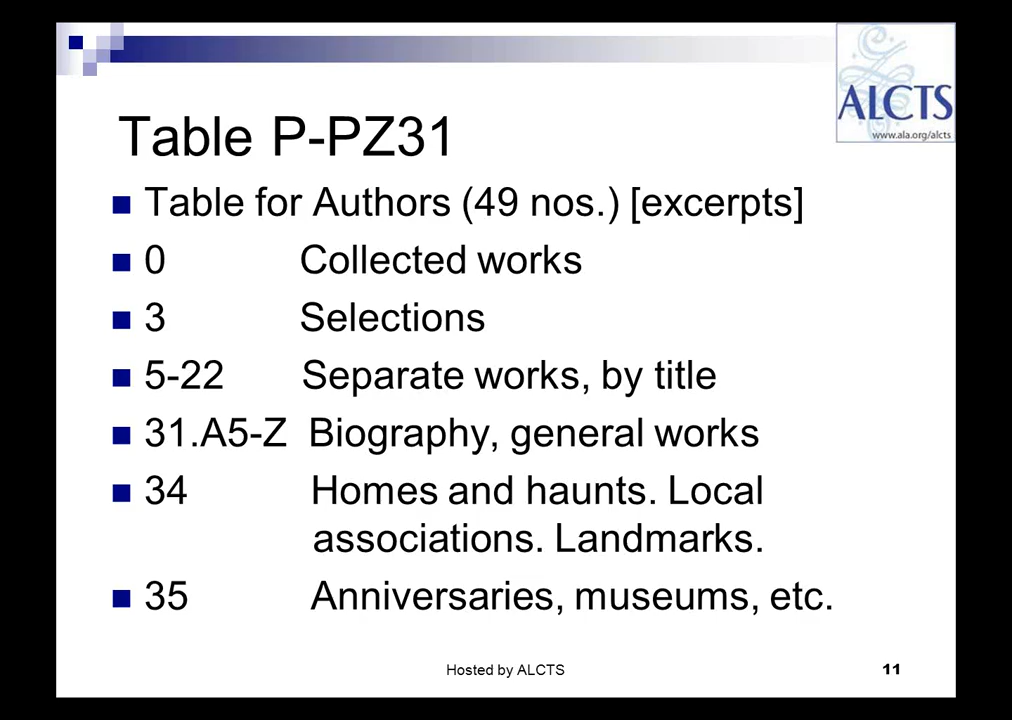 ALCTS
www.ala.org/alcts
Table P-PZ31
Table for Authors (49 nos.) [excerpts]
0 Collected works
3 Selections
5-22 Separate works, by title
31.A5-Z Biography, general works
34 Homes and haunts. Local
associations. Landmarks.
35 Anniversaries, museums, etc.
Hosted by ALCTS
11